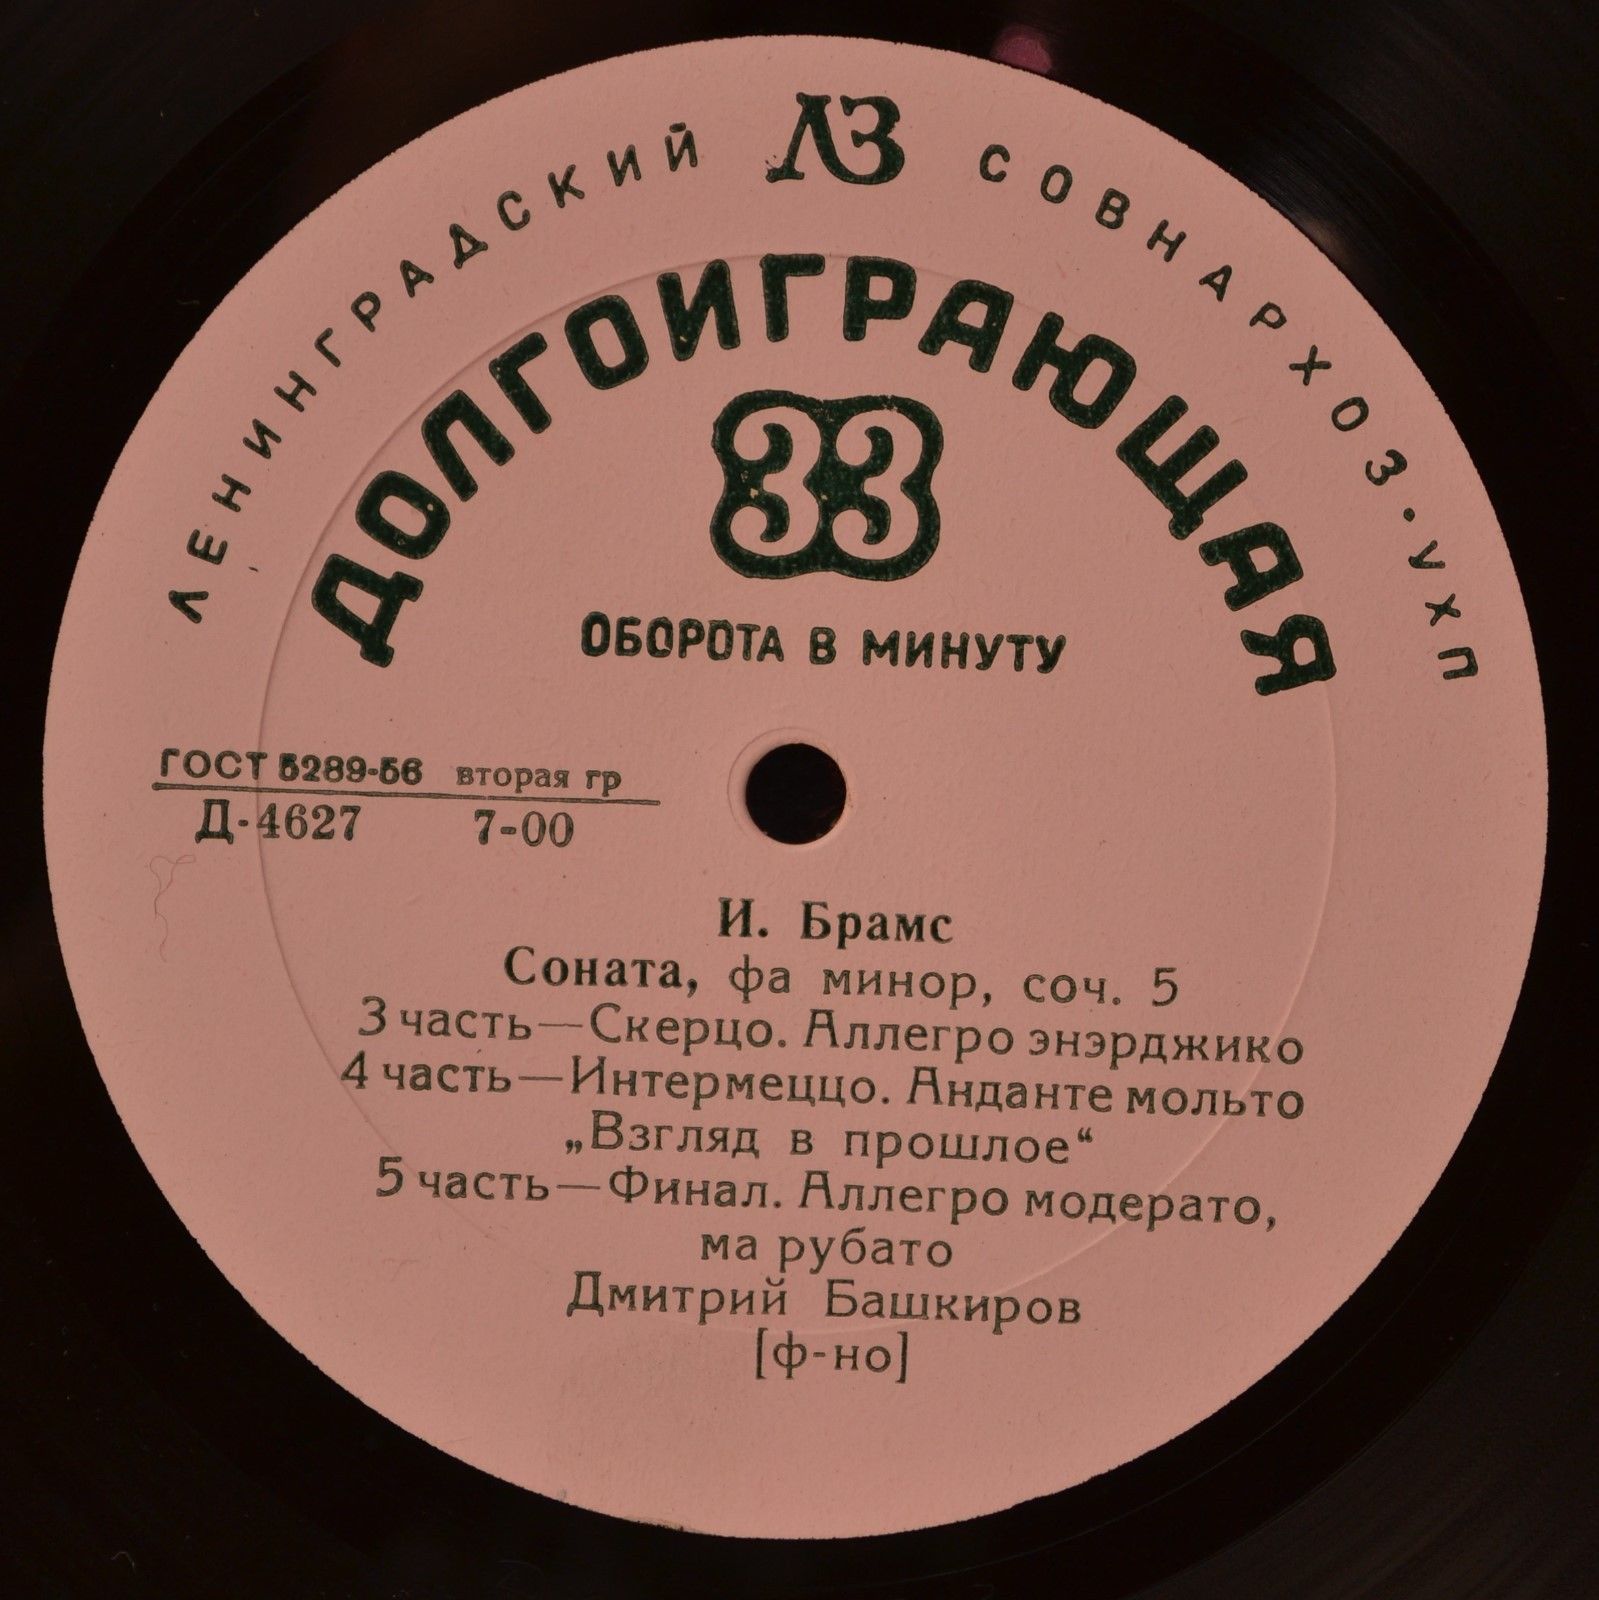 ЛЕНИНГРАДСКИЙ ЛЗ СОВНАРХОЗ · УХП
ДОЛГОИГРАЮЩАЯ
33
ОБОРОТА В МИНУТУ
ГОСТ 5289-56 вторая гр
Д-4627 7-00
И. Брамс
Соната, фа минор, соч. 5
3 часть—Скерцо. Аллегро энэрджико
4 часть—Интермеццо. Анданте мольто
„Взгляд в прошлое“
5 часть—Финал. Аллегро модерато,
ма рубато
Дмитрий Башкиров
[ф-но]